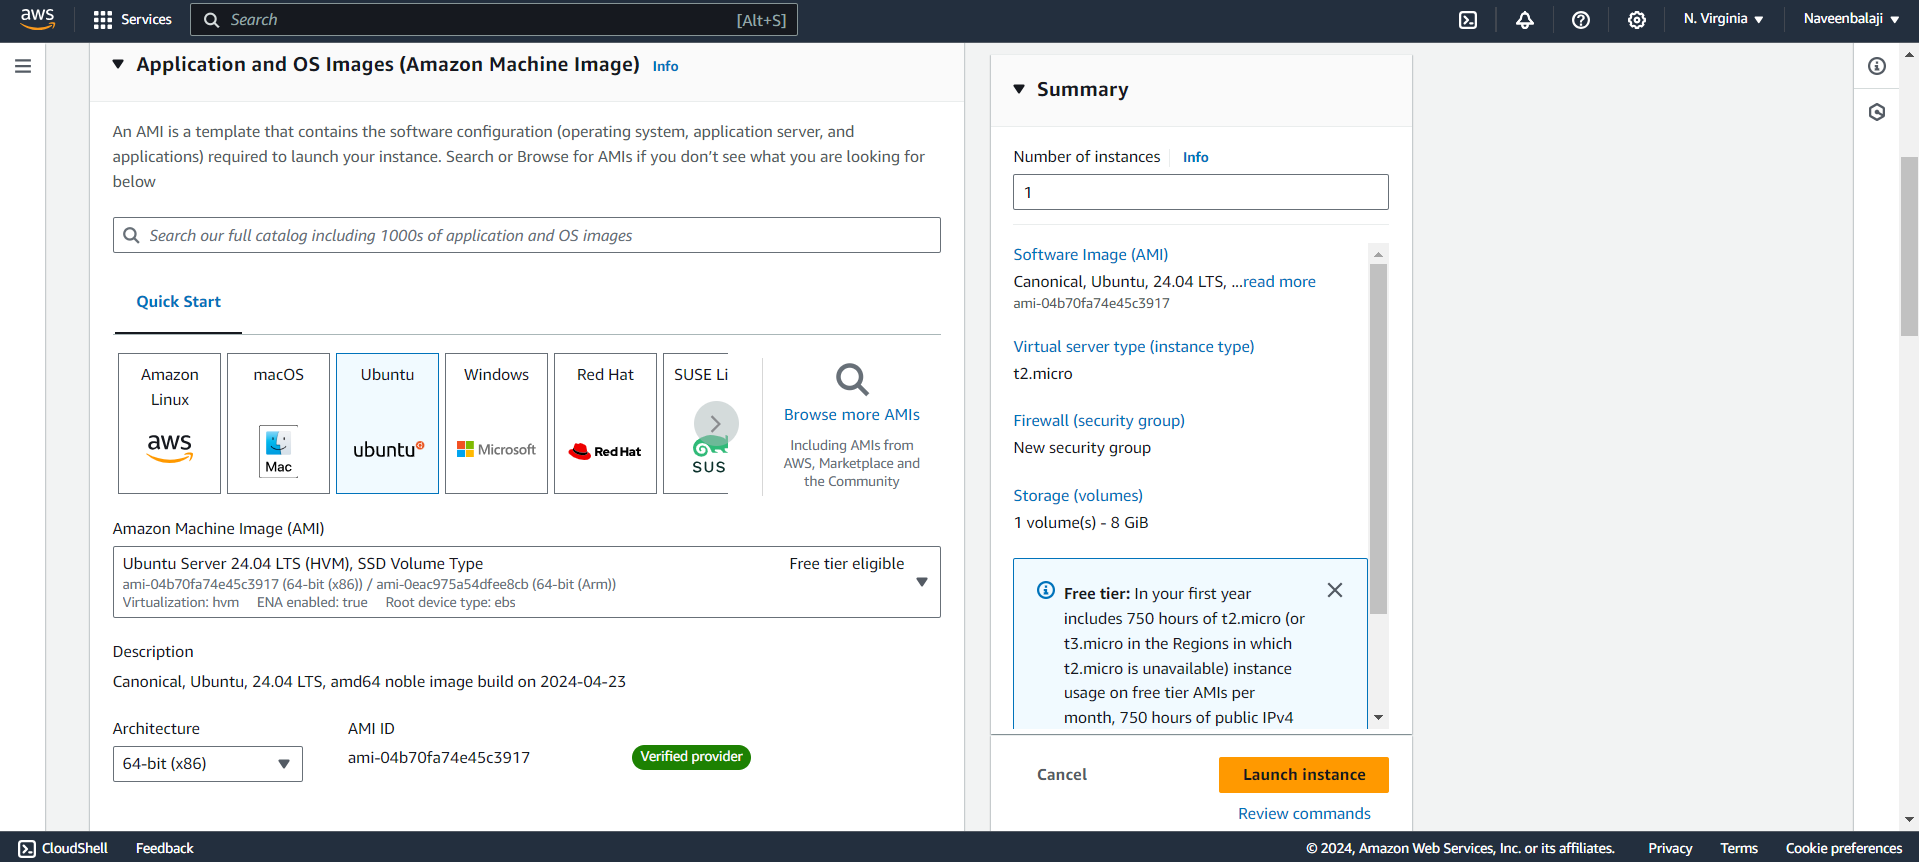 aws
Services
Search
[Alt+S]
N. Virginia
Naveenbalaji
Application and OS Images (Amazon Machine Image) Info
An AMI is a template that contains the software configuration (operating system, application server, and
applications) required to launch your instance. Search or Browse for AMIs if you don’t see what you are looking for
below
Search our full catalog including 1000s of application and OS images
Quick Start
Amazon
Linux
aws
macOS
Mac
Ubuntu
ubuntu
Windows
Microsoft
Red Hat
Red Hat
SUSE Li
SUS
Browse more AMIs
Including AMIs from
AWS, Marketplace and
the Community
Amazon Machine Image (AMI)
Ubuntu Server 24.04 LTS (HVM), SSD Volume Type
Free tier eligible
ami-04b70fa74e45c3917 (64-bit (x86)) / ami-0eac975a54dfee8cb (64-bit (Arm))
Virtualization: hvm ENA enabled: true Root device type: ebs
Description
Canonical, Ubuntu, 24.04 LTS, amd64 noble image build on 2024-04-23
Architecture
AMI ID
64-bit (x86)
ami-04b70fa74e45c3917
Verified provider
Summary
Number of instances Info
1
Software Image (AMI)
Canonical, Ubuntu, 24.04 LTS, ...read more
ami-04b70fa74e45c3917
Virtual server type (instance type)
t2.micro
Firewall (security group)
New security group
Storage (volumes)
1 volume(s) - 8 GiB
Free tier: In your first year
includes 750 hours of t2.micro (or
t3.micro in the Regions in which
t2.micro is unavailable) instance
usage on free tier AMIs per
month, 750 hours of public IPv4
Cancel
Launch instance
Review commands
CloudShell
Feedback
© 2024, Amazon Web Services, Inc. or its affiliates.
Privacy
Terms
Cookie preferences